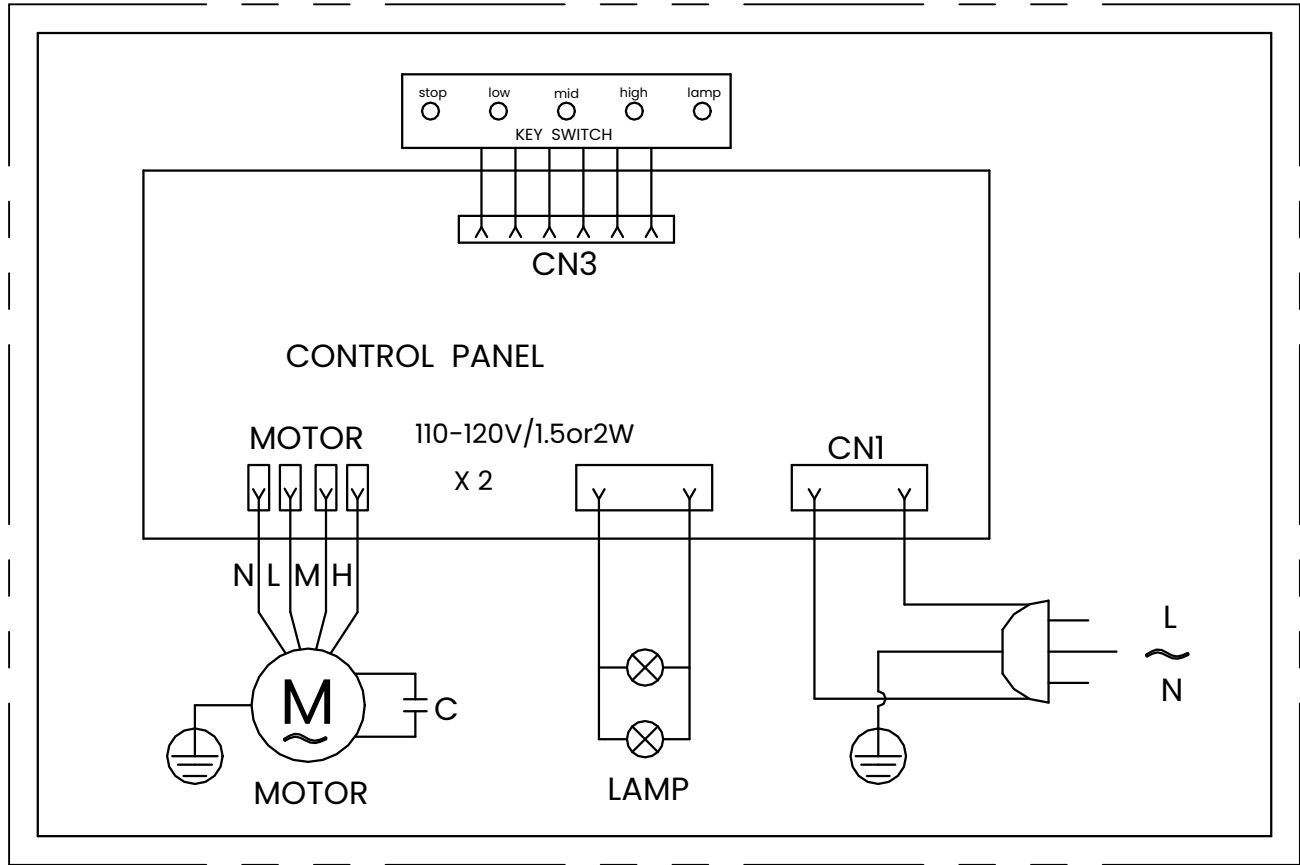 stop low mid high lamp
KEY SWITCH
CN3
CONTROL PANEL
MOTOR
110-120V/1.5or2W
X 2
CN1
N L M H
L
N
M
C
MOTOR
LAMP